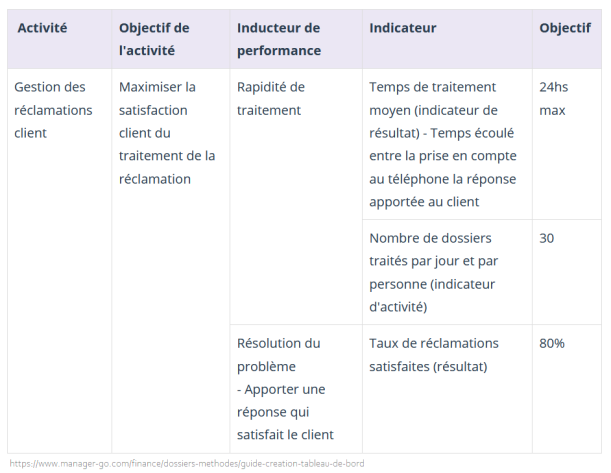 Activité
Objectif de
l'activité
Inducteur de
performance
Indicateur
Objectif
Gestion des
réclamations
client
Maximiser la
satisfaction
client du
traitement de la
réclamation
Rapidité de
traitement
Temps de traitement
moyen (indicateur de
résultat) - Temps écoulé
entre la prise en compte
au téléphone la réponse
apportée au client
24hs
max
Nombre de dossiers
traités par jour et par
personne (indicateur
d'activité)
30
Résolution du
problème
- Apporter une
réponse qui
satisfait le client
Taux de réclamations
satisfaites (résultat)
80%
https://www.manager-go.com/finance/dossiers-methodes/guide-creation-tableau-de-bord